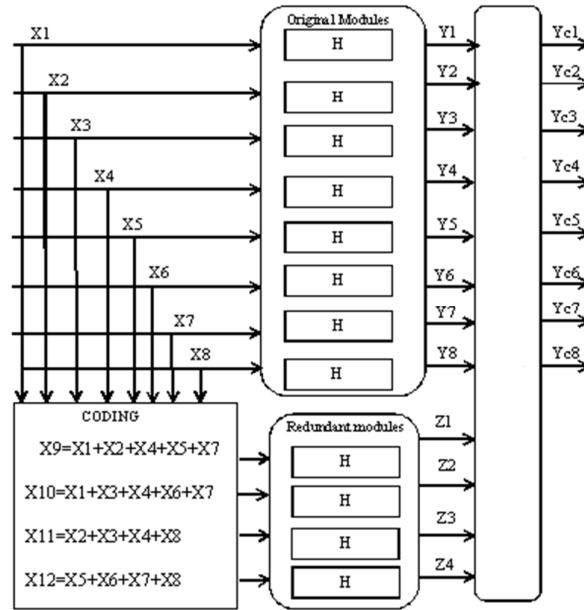 Original Modules
X1
H
Y1
Yc1
X2
H
Y2
Yc2
X3
H
Y3
Yc3
X4
H
Y4
Yc4
X5
H
Y5
Yc5
X6
H
Y6
Yc6
X7
H
Y7
Yc7
X8
H
Y8
Yc8
CODING
X9=X1+X2+X4+X5+X7
X10=X1+X3+X4+X6+X7
X11=X2+X3+X4+X8
X12=X5+X6+X7+X8
Redundant modules
H
H
H
H
Z1
Z2
Z3
Z4